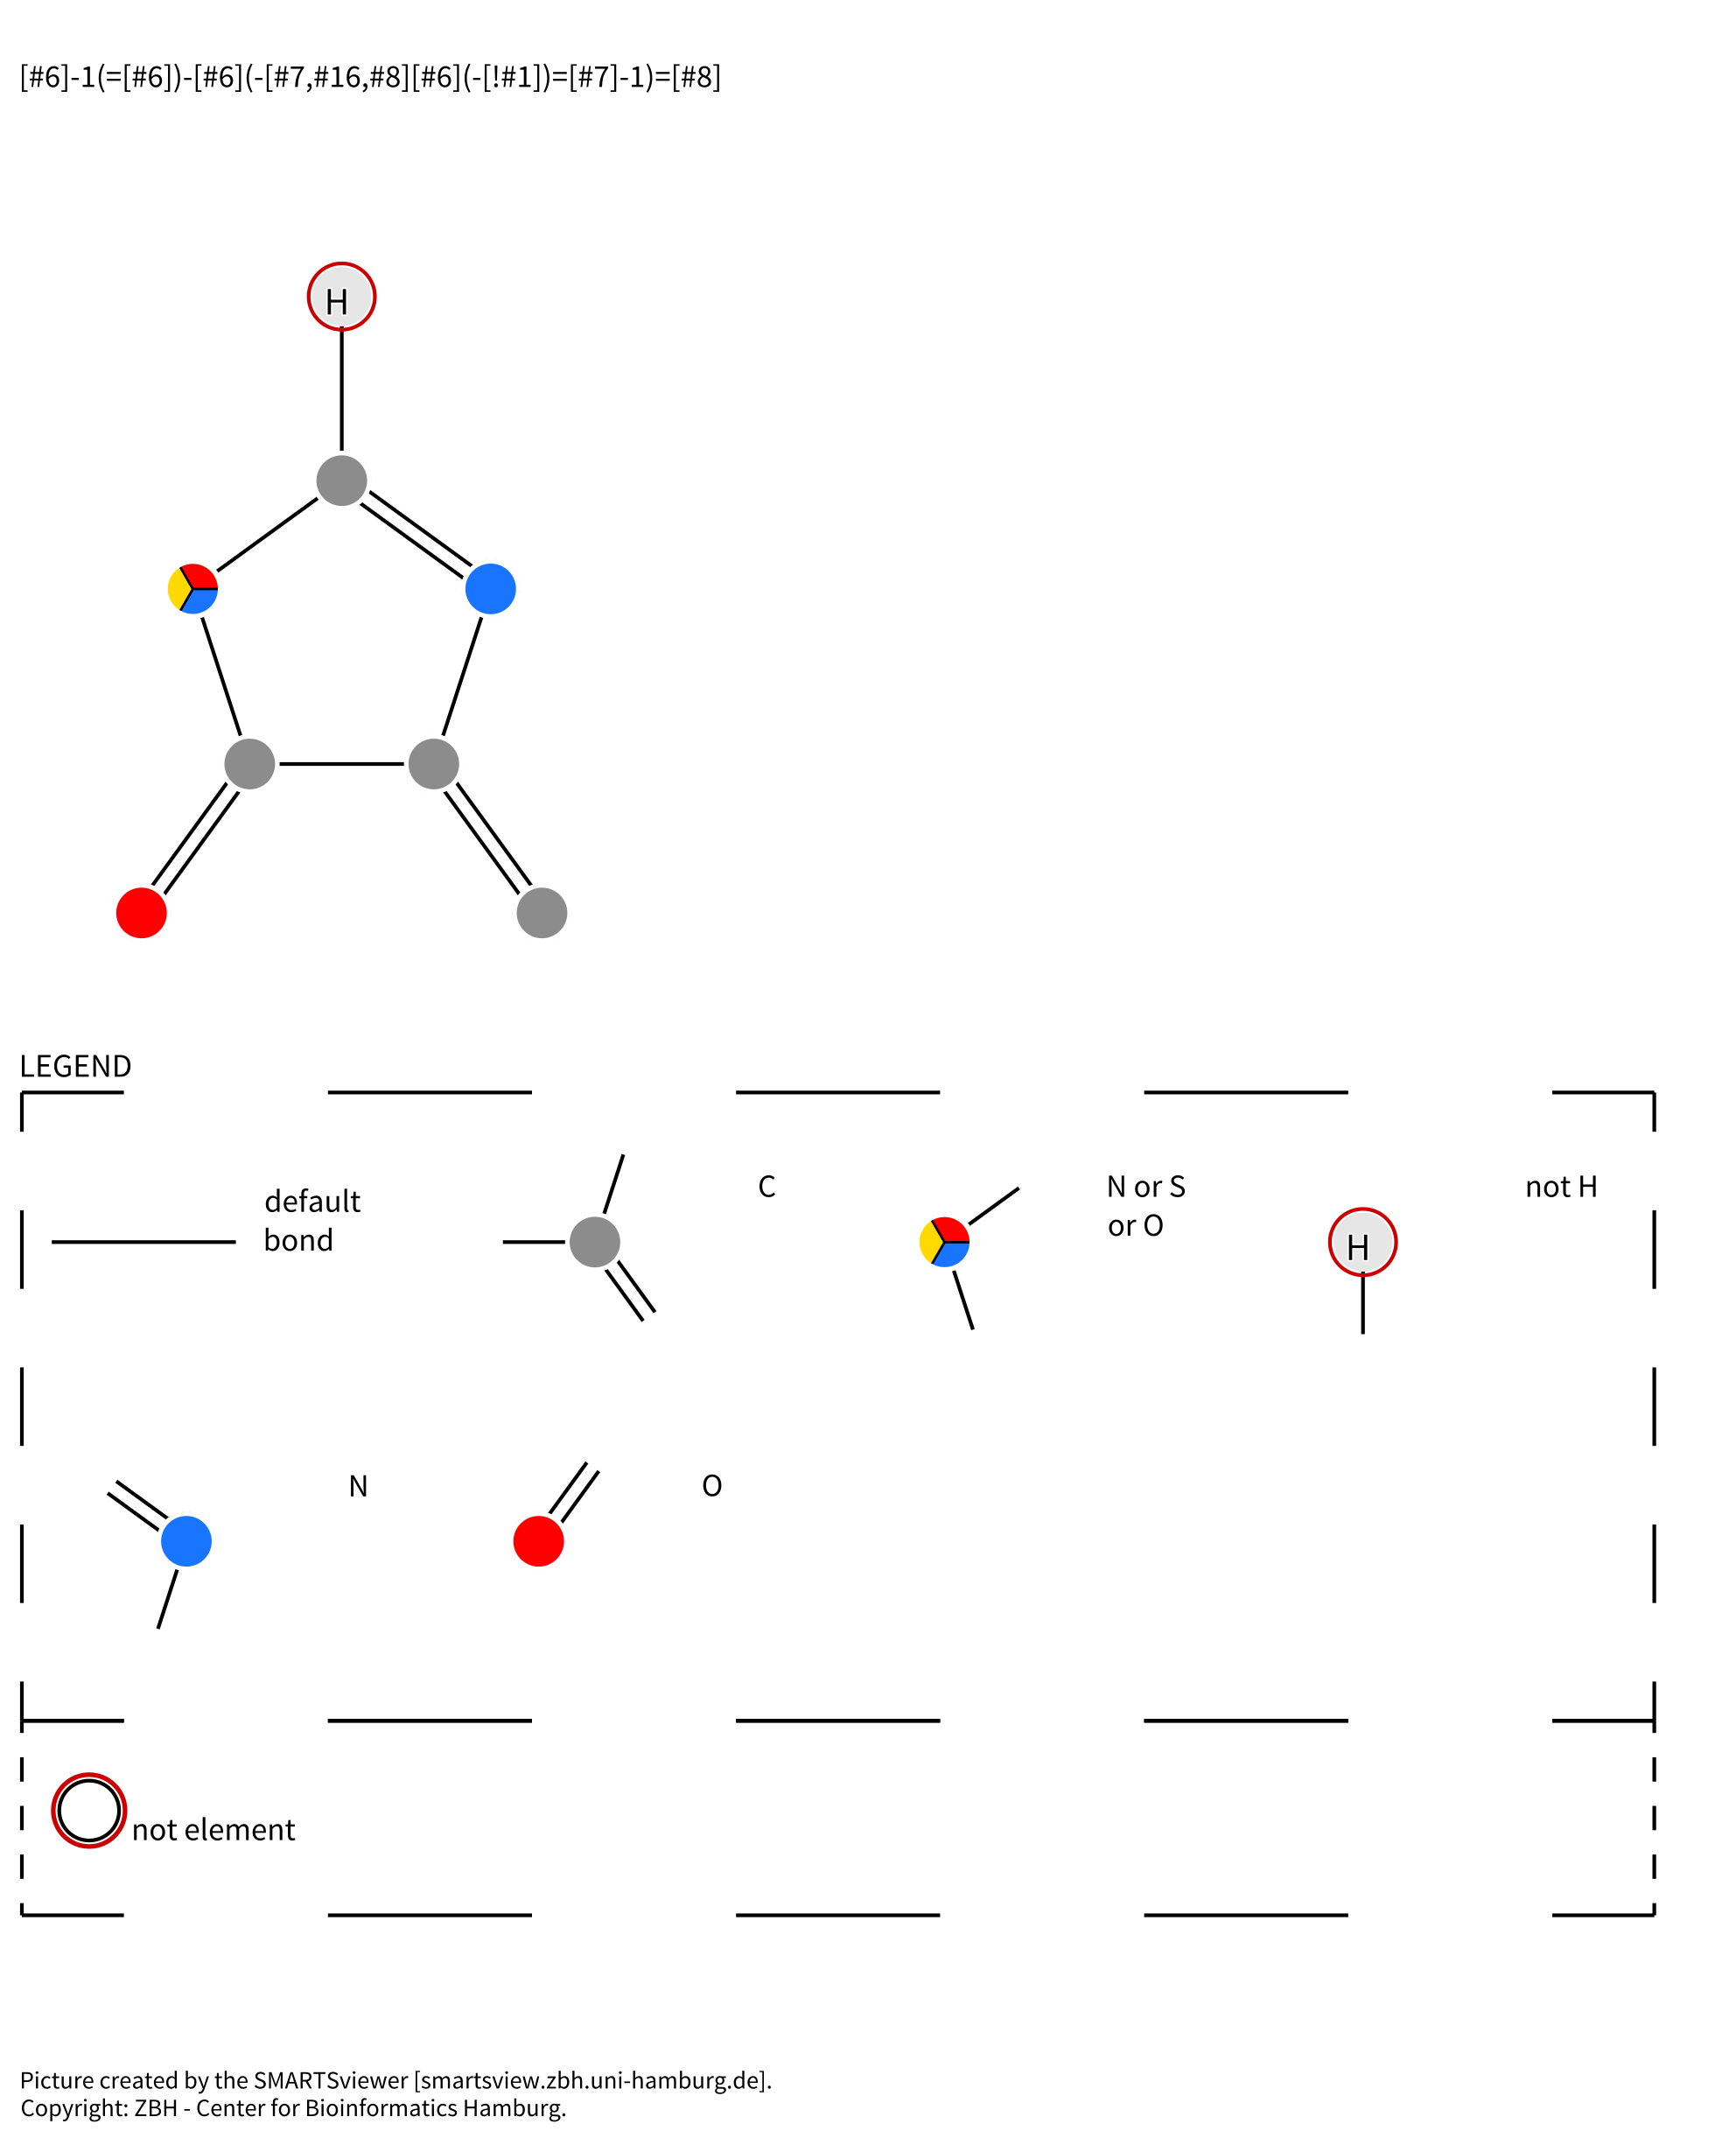 [#6]-1(=[#6])-[#6](-[#7,#16,#8][#6](-[!#1])=[#7]-1)=[#8]
H
LEGEND
default
bond
C
N or S
or O
H
not H
N
O
not element
Picture created by the SMARTSviewer [smartsview.zbh.uni-hamburg.de].
Copyright: ZBH - Center for Bioinformatics Hamburg.